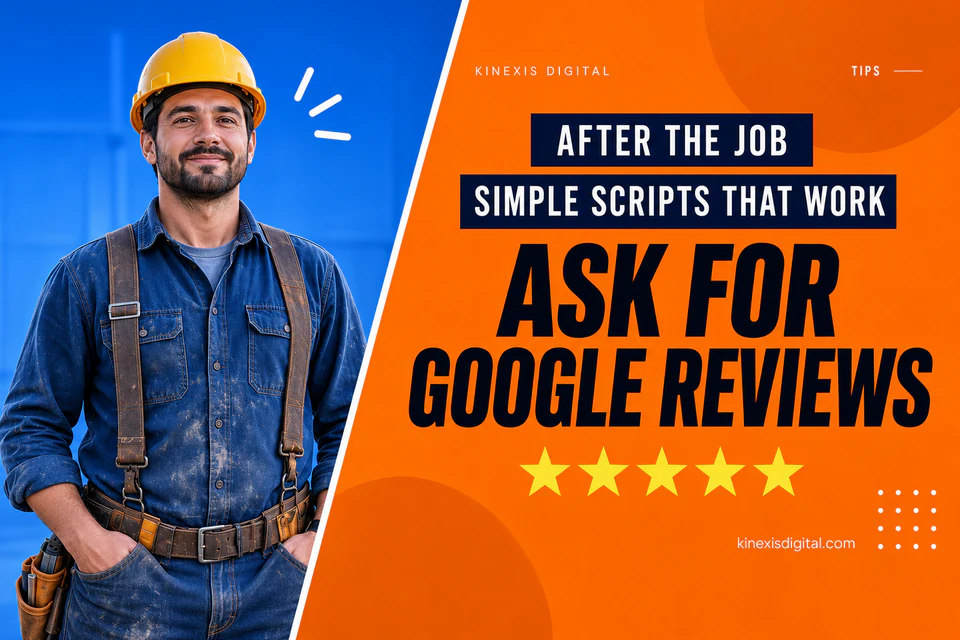 KINEXIS DIGITAL
TIPS
AFTER THE JOB
SIMPLE SCRIPTS THAT WORK
ASK FOR
GOOGLE REVIEWS
kinexisdigital.com